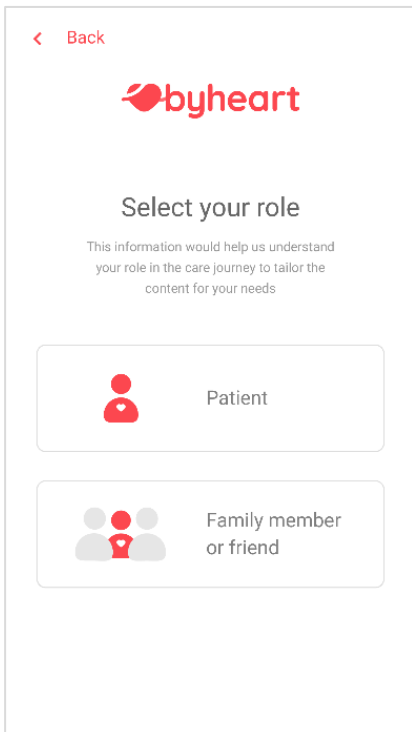 Back
byheart
Select your role
This information would help us understand
your role in the care journey to tailor the
content for your needs
Patient
Family member
or friend